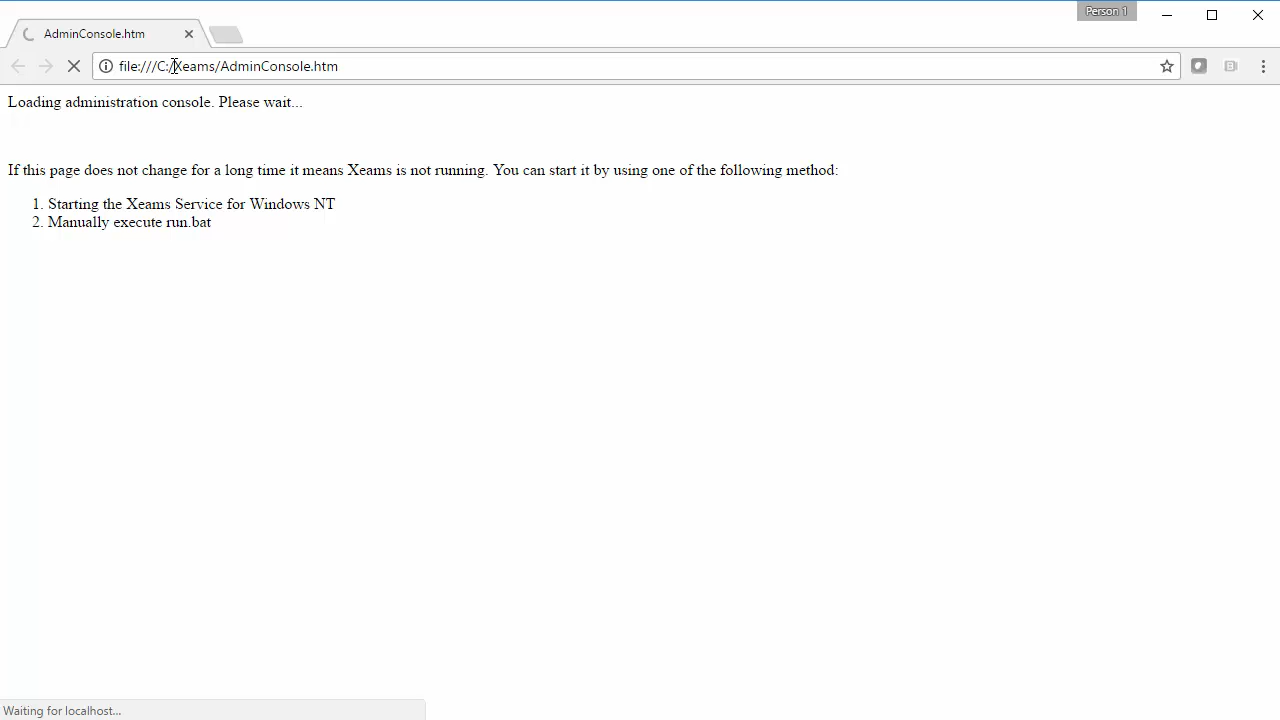 Person 1
AdminConsole.htm
file:///C:/Xeams/AdminConsole.htm
Loading administration console. Please wait...
If this page does not change for a long time it means Xeams is not running. You can start it by using one of the following method:
1. Starting the Xeams Service for Windows NT
2. Manually execute run.bat
Waiting for localhost...